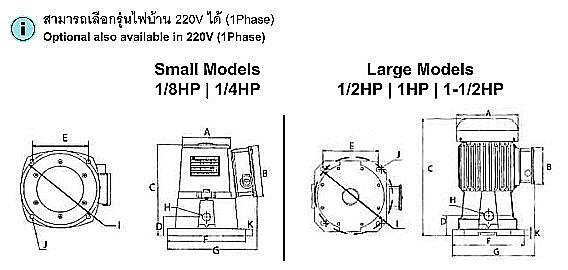 สามารถเลือกรุ่นไฟบ้าน 220V ได้ (1Phase)
Optional also available in 220V (1Phase)
Small Models
1/8HP | 1/4HP
Large Models
1/2HP | 1HP | 1-1/2HP
E
I
J
A
C
B
H
D
K
F
G
E
J
I
A
C
B
H
D
K
F
G